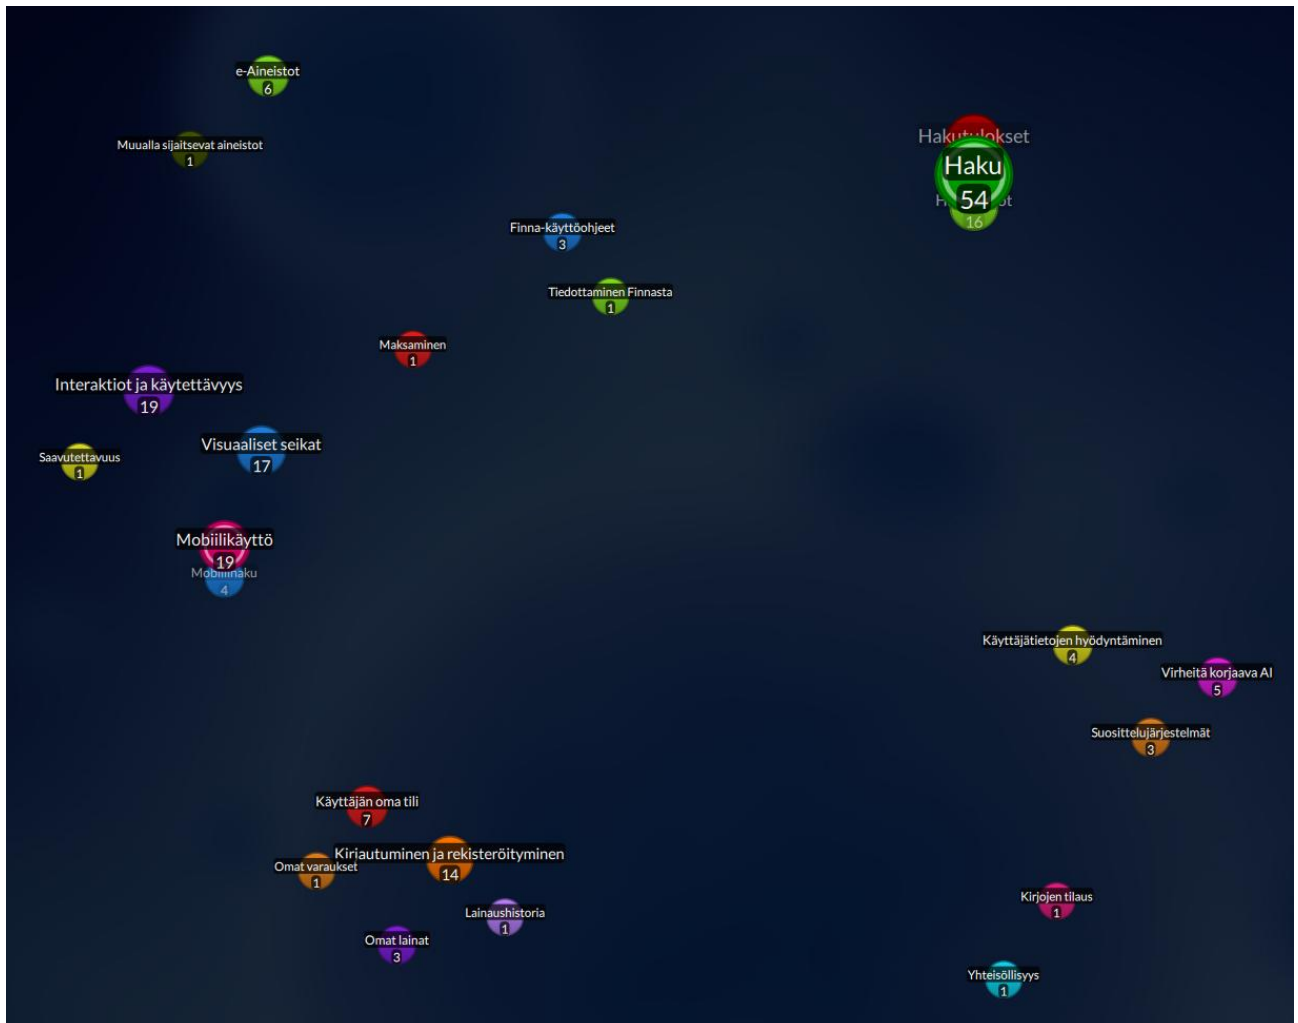 e-Aineistot
6
Hakutulokset
Muualla sijaitsevat aineistot
1
Haku
54
16
Finna-käyttöohjeet
3
Tiedottaminen Finnasta
1
Maksaminen
1
Interaktiot ja käytettävyys
19
Visuaaliset seikat
17
Saavutettavuus
1
Mobiilikäyttö
19
Mobiilihaku
4
Käyttäjätietojen hyödyntäminen
4
Virheitä korjaava AI
5
Suosittelujärjestelmät
3
Käyttäjän oma tili
7
Kirjautuminen ja rekisteröityminen
14
Omat varaukset
1
Kirjojen tilaus
1
Lainaushistoria
1
Omat lainat
3
Yhteisöllisyys
1